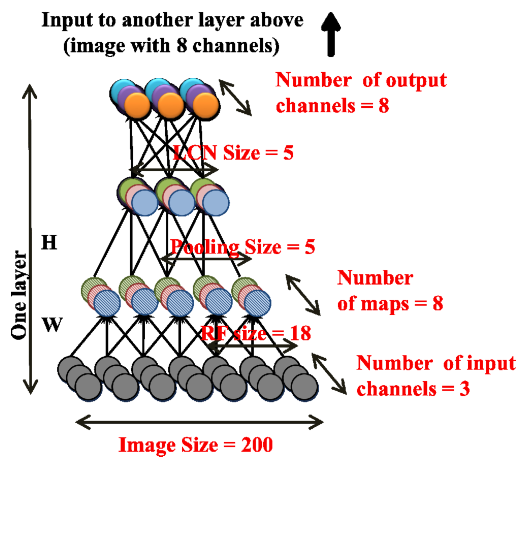 Input to another layer above
(image with 8 channels)
Number of output
channels = 8
LCN Size = 5
H
Pooling Size = 5
One layer
Number
of maps = 8
W
RF size = 18
Number of input
channels = 3
Image Size = 200